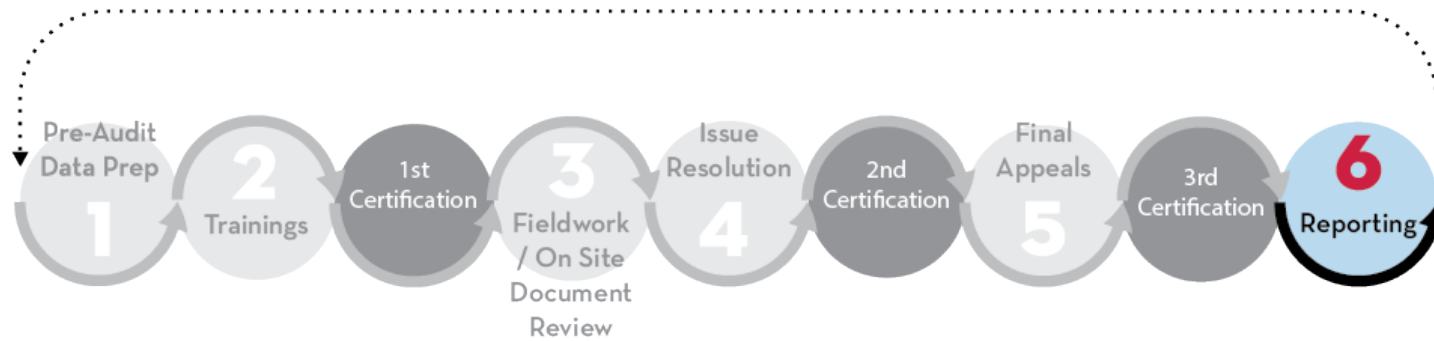 Pre-Audit
Data Prep
1
2
Trainings
1st
Certification
3
Fieldwork
/ On Site
Document
Review
Issue
Resolution
4
2nd
Certification
Final
Appeals
5
3rd
Certification
6
Reporting